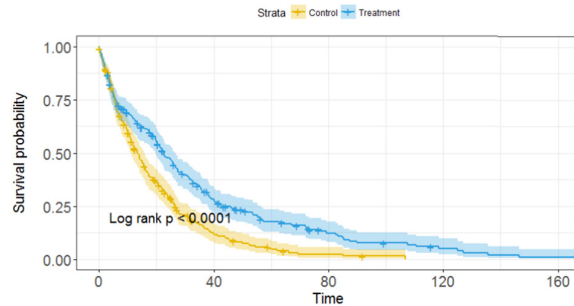 Strata Control Treatment
1.00
0.75
0.50
0.25
0.00
Survival probability
Log rank p < 0.0001
0 40 80 120 160
Time